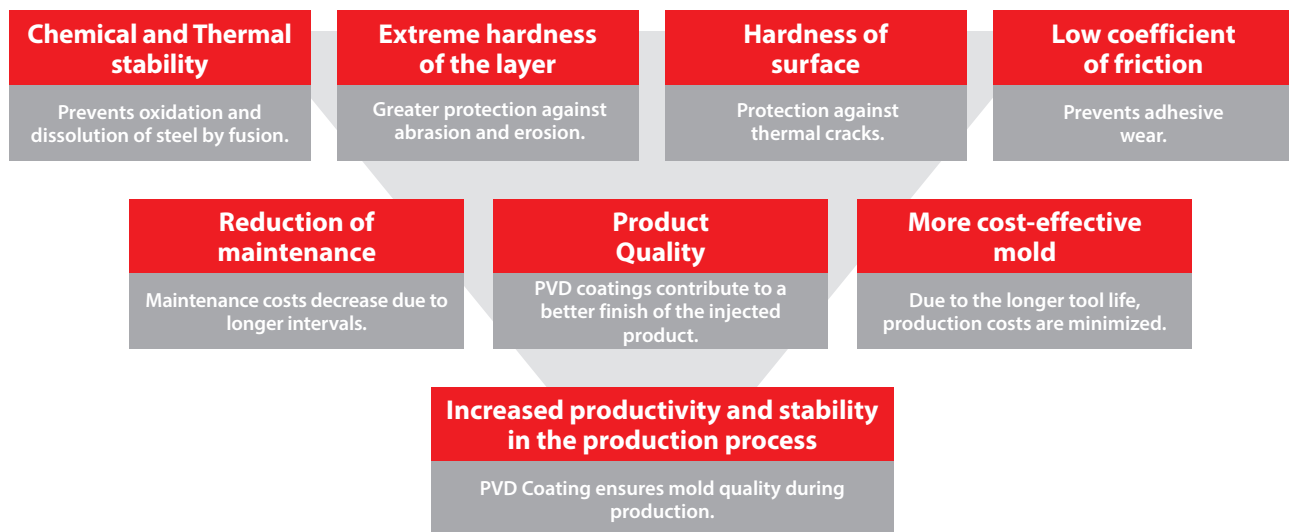 Chemical and Thermal
stability
Prevents oxidation and
dissolution of steel by fusion.
Extreme hardness
of the layer
Greater protection against
abrasion and erosion.
Hardness of
surface
Protection against
thermal cracks.
Low coefficient
of friction
Prevents adhesive
wear.
Reduction of
maintenance
Maintenance costs decrease due to
longer intervals.
Product
Quality
PVD coatings contribute to a
better finish of the injected
product.
More cost-effective
mold
Due to the longer tool life,
production costs are minimized.
Increased productivity and stability
in the production process
PVD Coating ensures mold quality during
production.